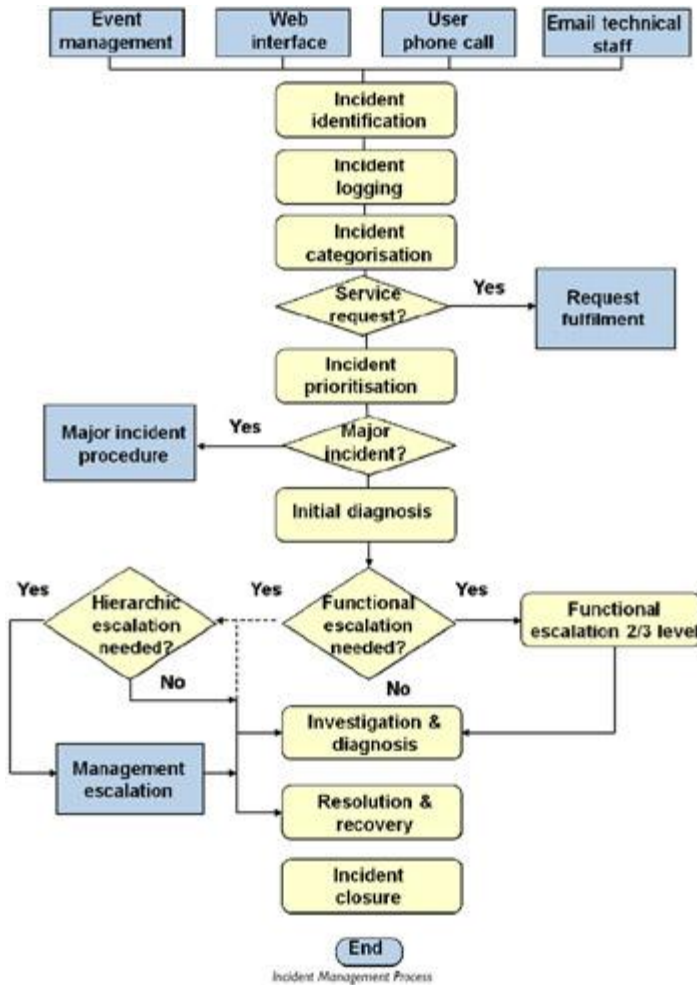 Event
management
Web
interface
User
phone call
Email technical
staff
Incident
identification
Incident
logging
Incident
categorisation
Service
request?
Yes
Request
fulfilment
Incident
prioritisation
Yes
Major incident
procedure
Major
incident?
Initial diagnosis
Yes
Hierarchic
escalation
needed?
Yes
Functional
escalation
needed?
Yes
Functional
escalation 2/3 level
No
No
Investigation &
diagnosis
Management
escalation
Resolution &
recovery
Incident
closure
End
Incident Management Process